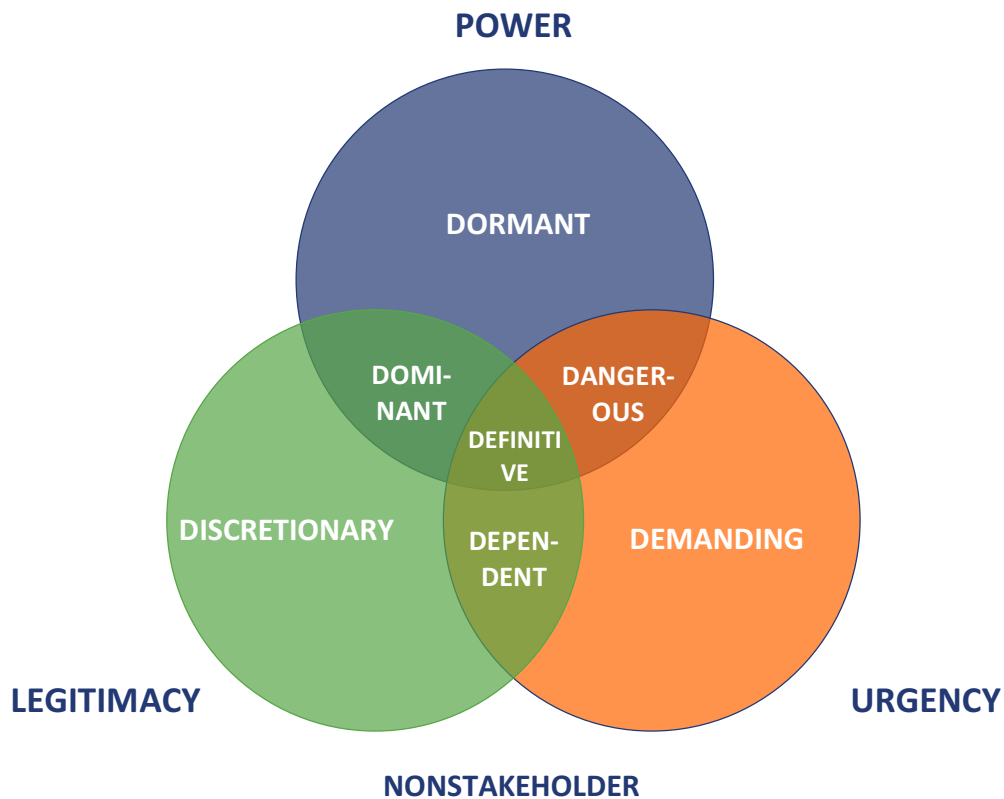 POWER
DORMANT
DOMI-
NANT
DANGER-
OUS
DEFINITI
VE
DISCRETIONARY
DEPEN-
DENT
DEMANDING
LEGITIMACY
URGENCY
NONSTAKEHOLDER